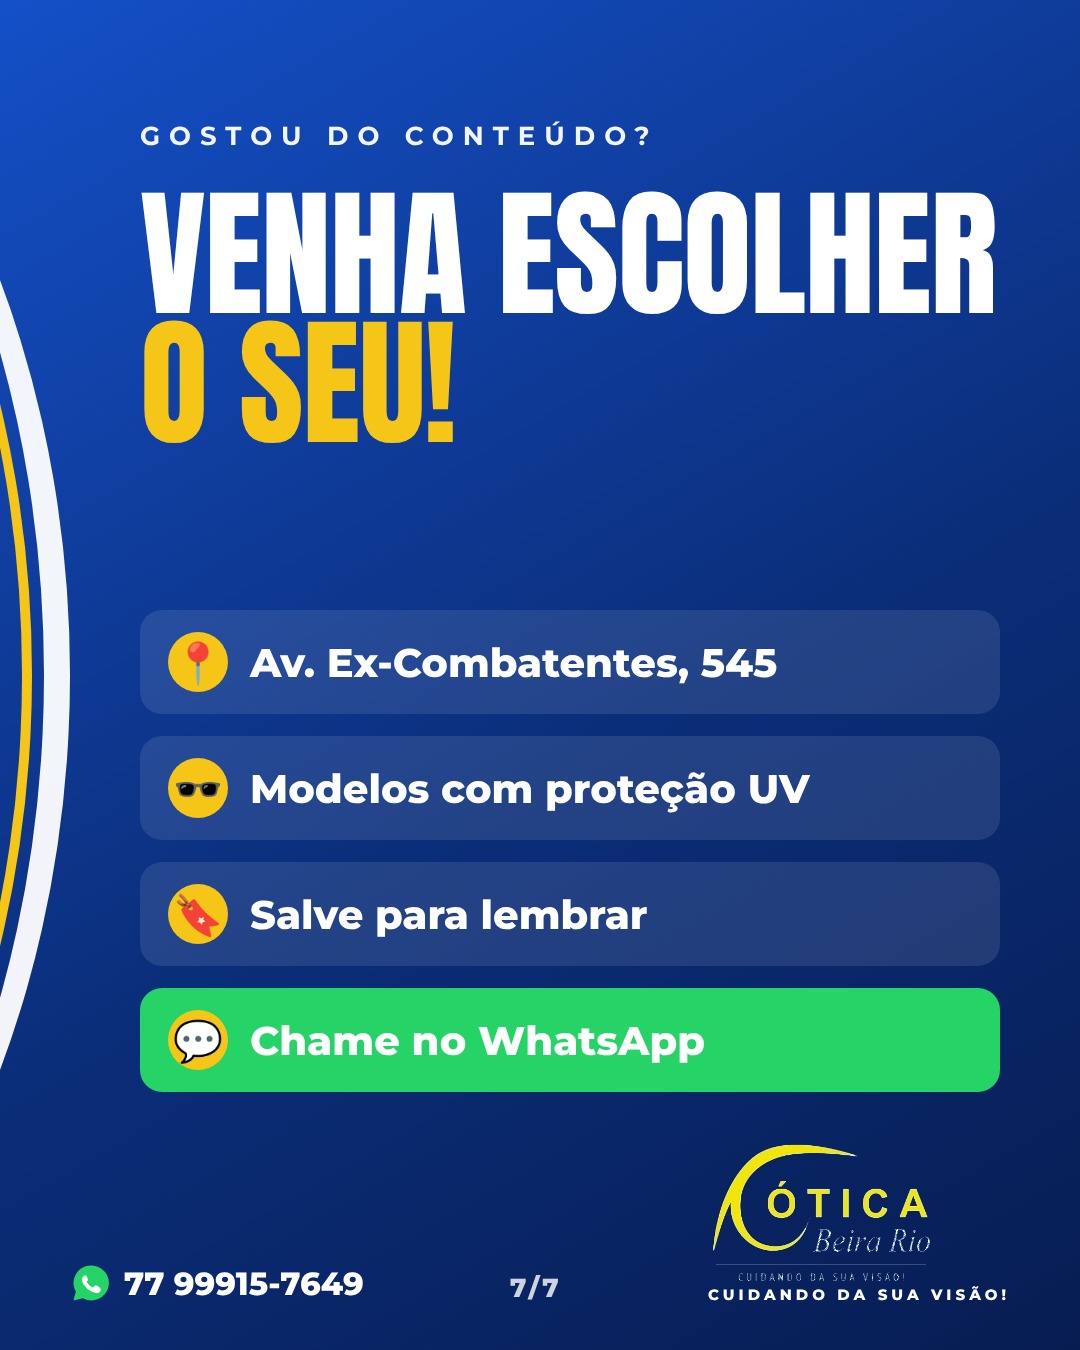 GOSTOU DO CONTEÚDO?
VENHA ESCOLHER
O SEU!
Av. Ex-Combatentes, 545
Modelos com proteção UV
Salve para lembrar
Chame no WhatsApp
ÓTICA
Beira Rio
CUIDANDO DA SUA VISÃO!
CUIDANDO DA SUA VISÃO!
77 99915-7649
7/7